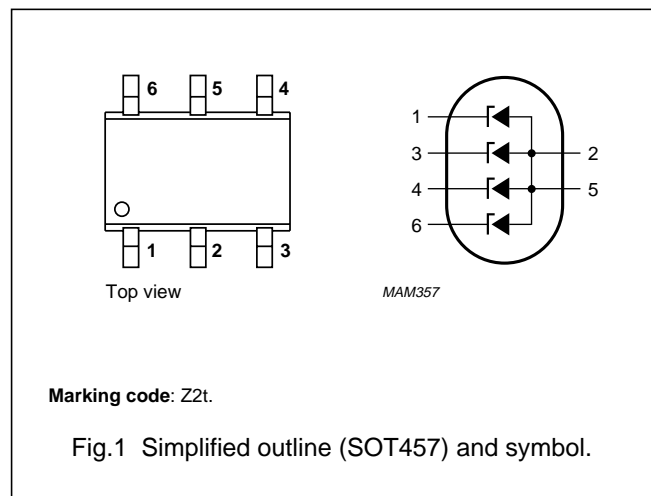 6 5 4
1 2 3
Top view
1
3 2
4 5
6
MAM357
Marking code: Z2t.
Fig.1 Simplified outline (SOT457) and symbol.